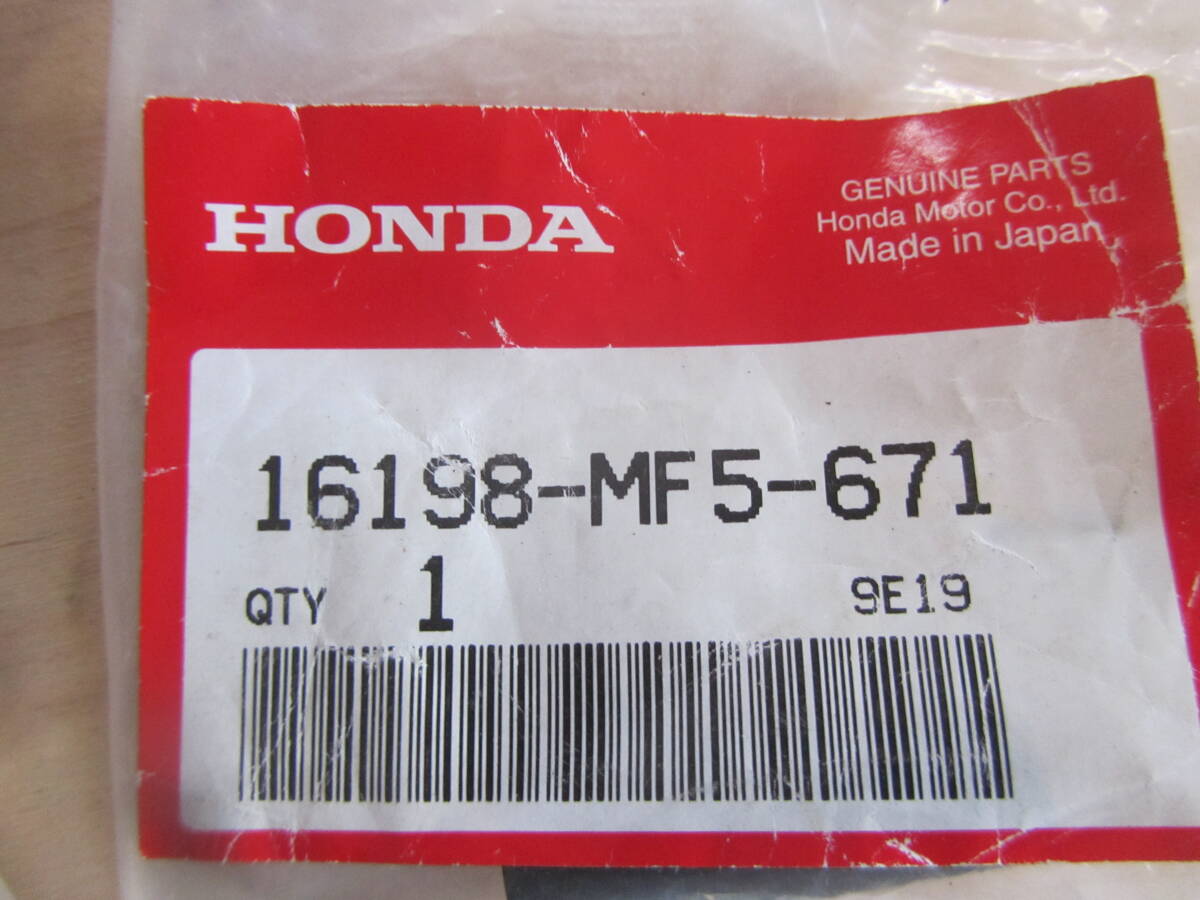 HONDA
GENUINE PARTS
Honda Motor Co., Ltd.
Made in Japan
16198-MF5-671
QTY 1 9E19